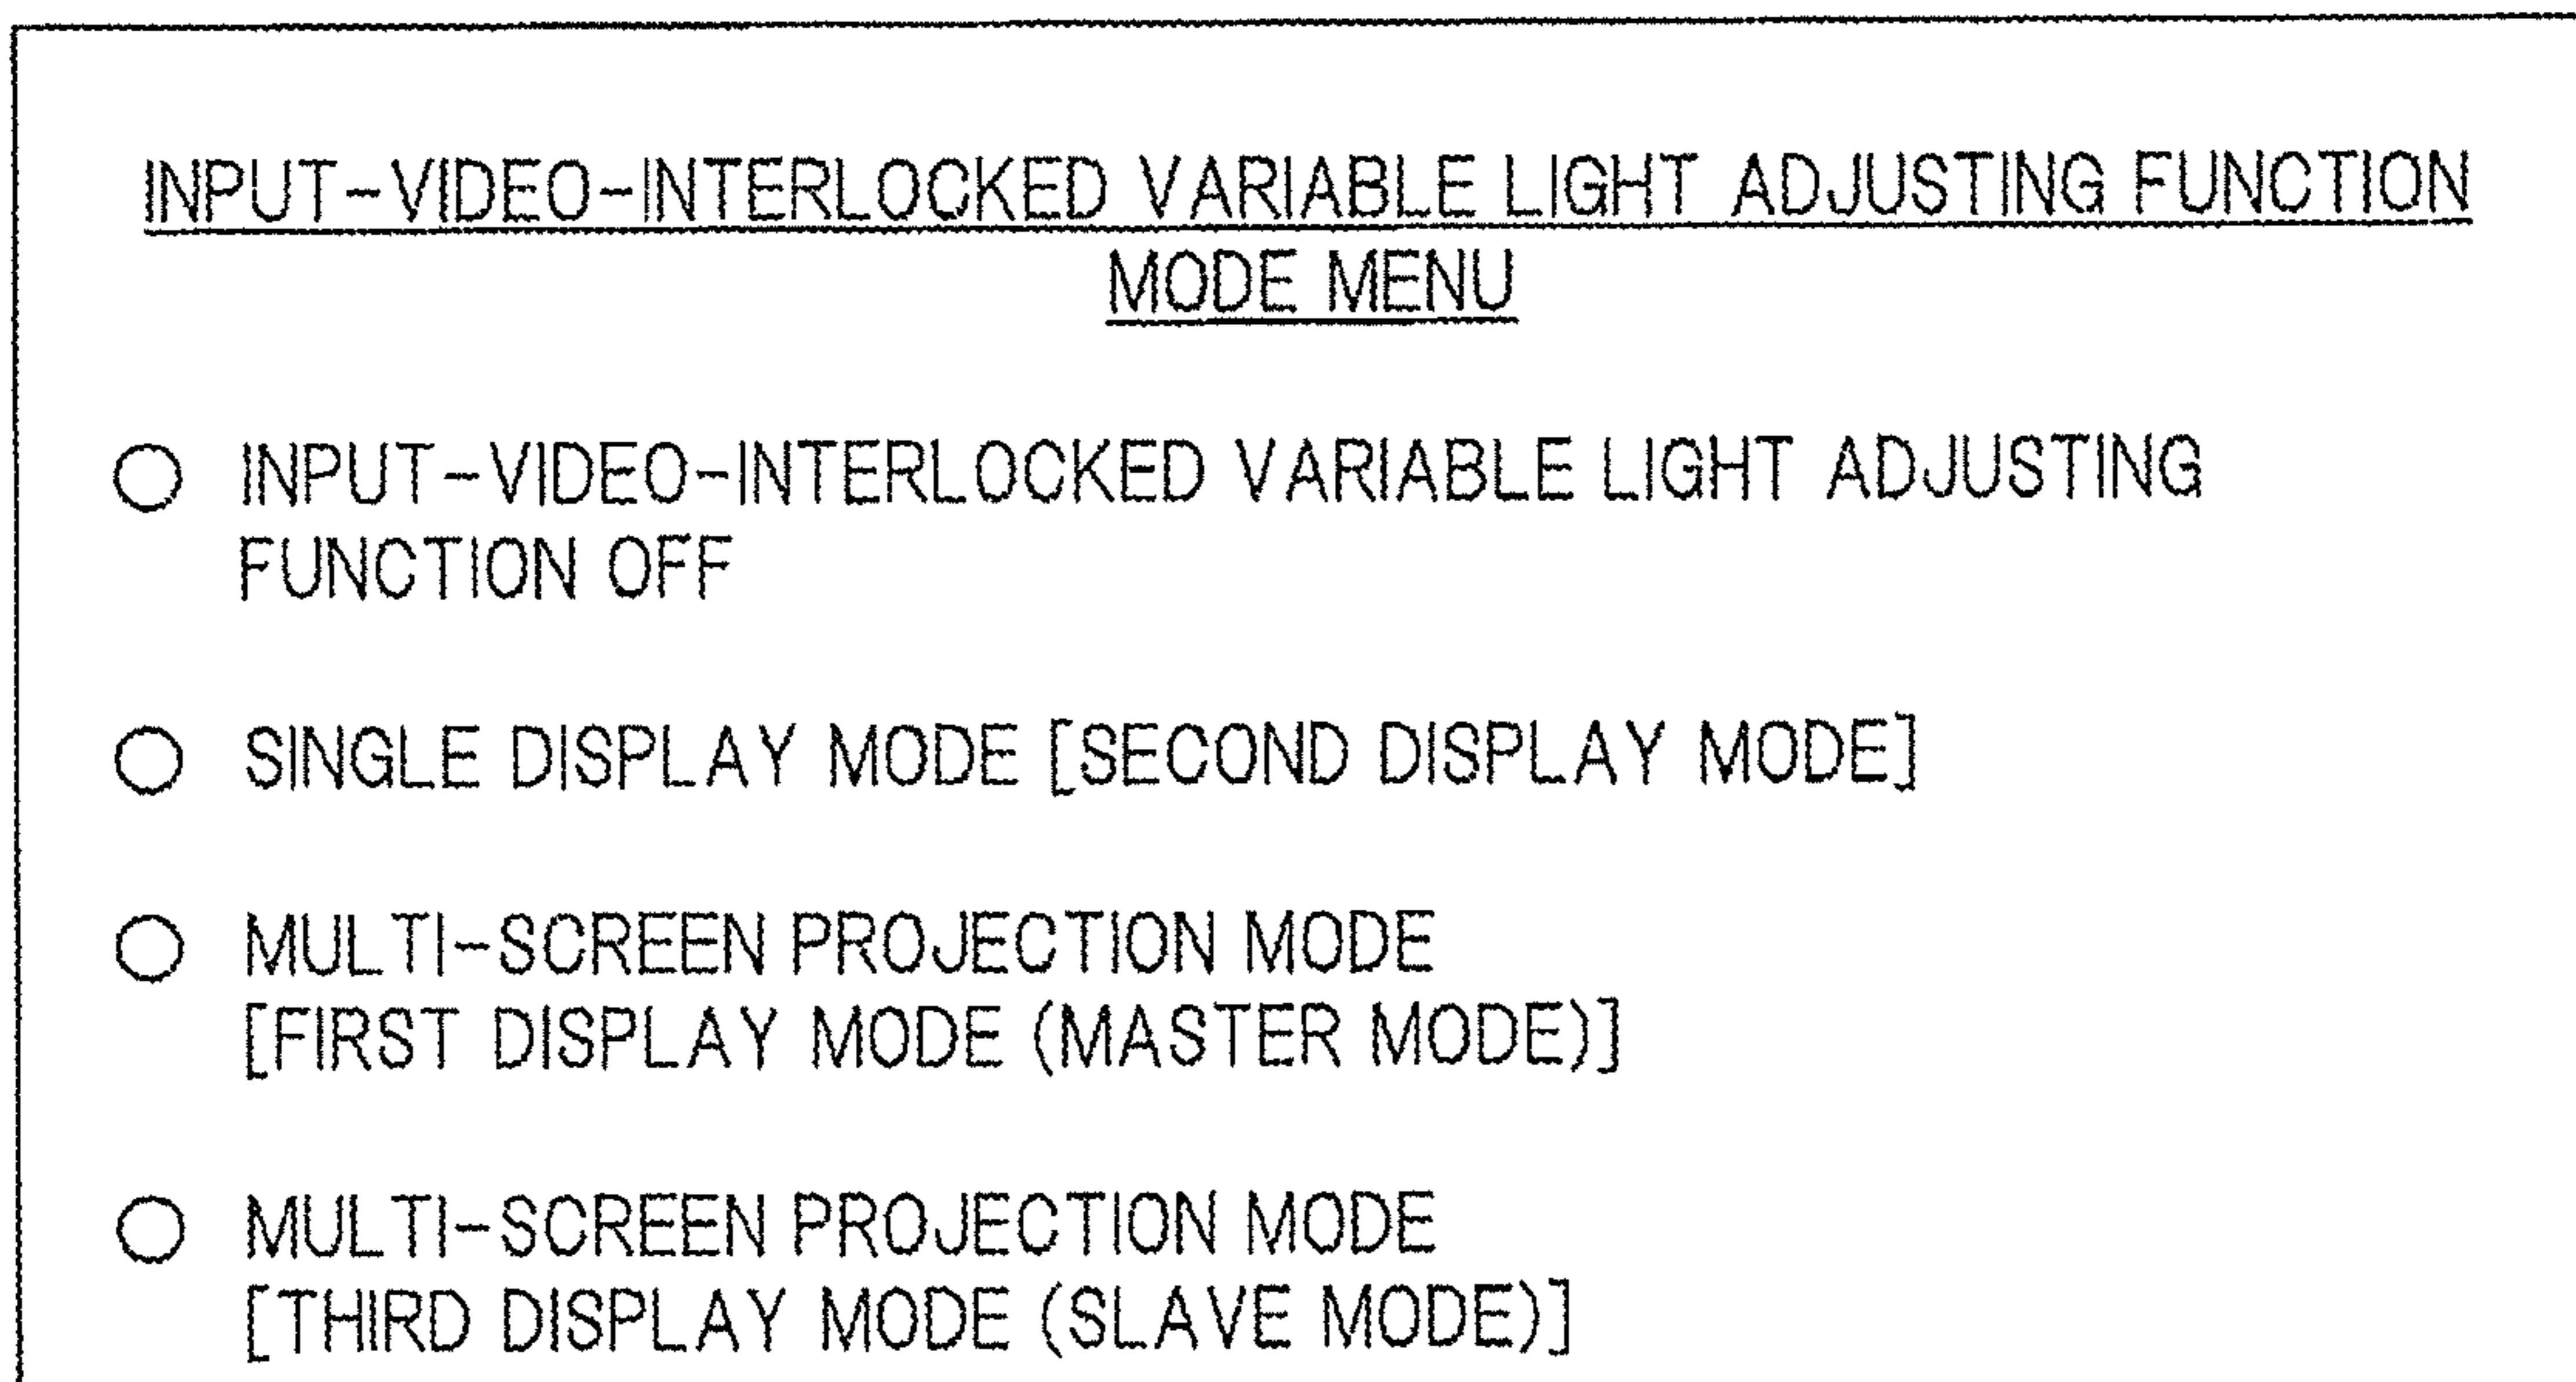 INPUT-VIDEO-INTERLOCKED VARIABLE LIGHT ADJUSTING FUNCTION
MODE MENU
○ INPUT-VIDEO-INTERLOCKED VARIABLE LIGHT ADJUSTING
FUNCTION OFF
○ SINGLE DISPLAY MODE [SECOND DISPLAY MODE]
○ MULTI-SCREEN PROJECTION MODE
[FIRST DISPLAY MODE (MASTER MODE)]
○ MULTI-SCREEN PROJECTION MODE
[THIRD DISPLAY MODE (SLAVE MODE)]